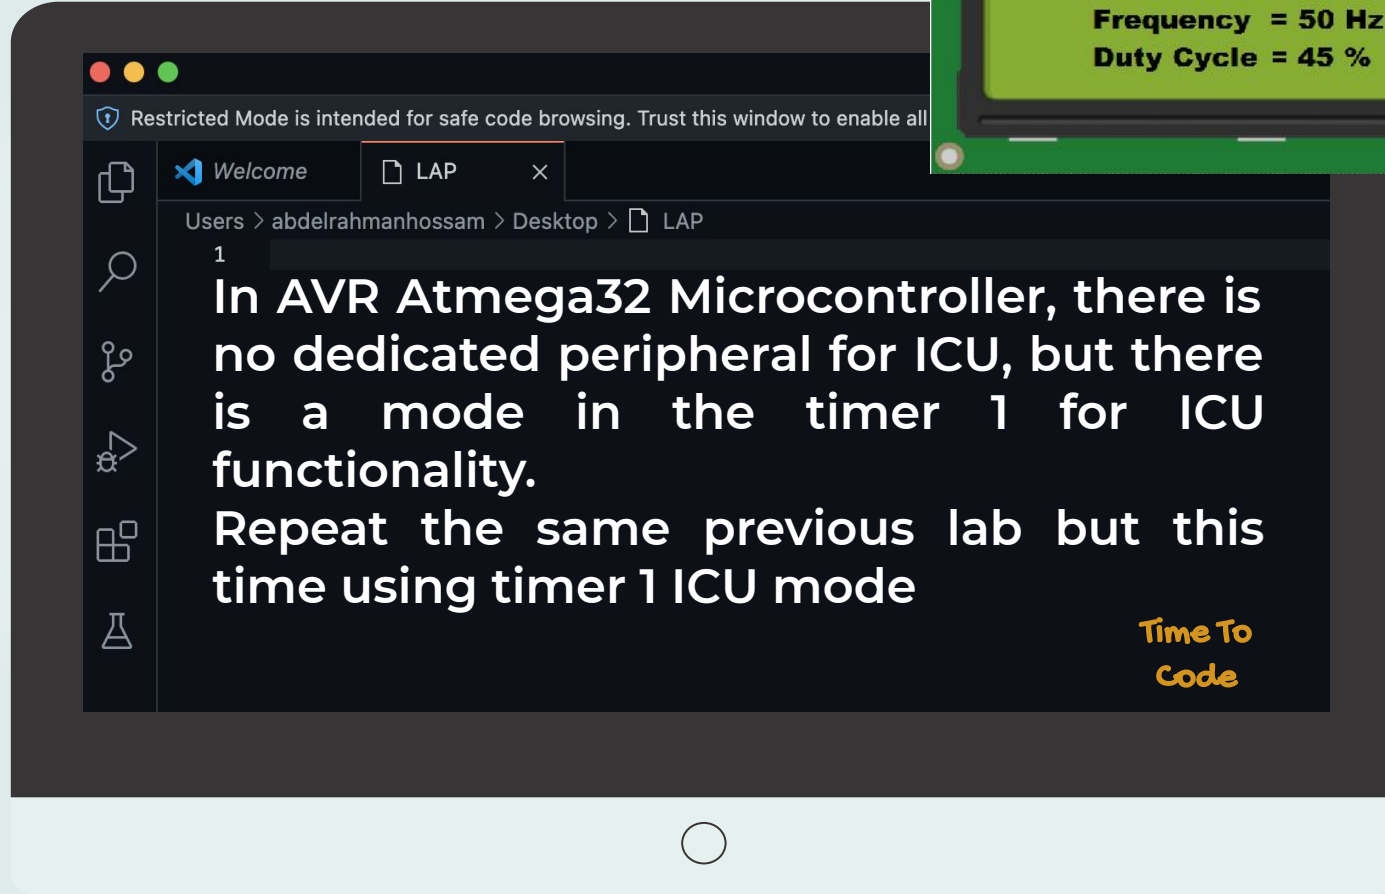 Frequency = 50 Hz
Duty Cycle = 45 %
Restricted Mode is intended for safe code browsing. Trust this window to enable all
Welcome
LAP
Users > abdelrahmanhossam > Desktop > LAP
1
In AVR Atmega32 Microcontroller, there is
no dedicated peripheral for ICU, but there
is a mode in the timer 1 for ICU
functionality.
Repeat the same previous lab but this
time using timer 1 ICU mode
Time To
Code